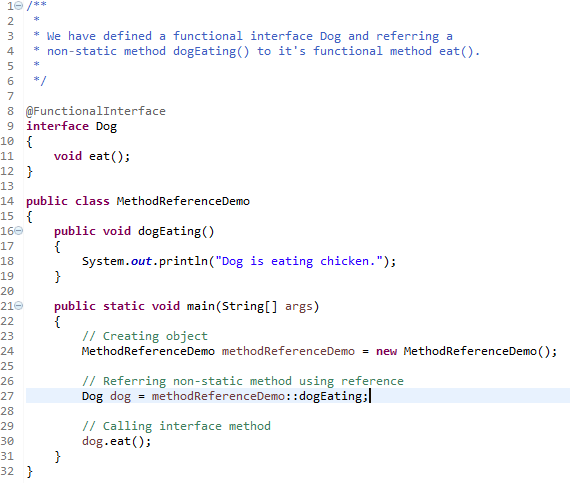 1 /**
2  *
3  * We have defined a functional interface Dog and referring a
4  * non-static method dogEating() to it's functional method eat().
5  *
6  */
7
8 @FunctionalInterface
9 interface Dog
10 {
11     void eat();
12 }
13
14 public class MethodReferenceDemo
15 {
16     public void dogEating()
17     {
18         System.out.println("Dog is eating chicken.");
19     }
20
21     public static void main(String[] args)
22     {
23         // Creating object
24         MethodReferenceDemo methodReferenceDemo = new MethodReferenceDemo();
25
26         // Referring non-static method using reference
27         Dog dog = methodReferenceDemo::dogEating;
28
29         // Calling interface method
30         dog.eat();
31     }
32 }